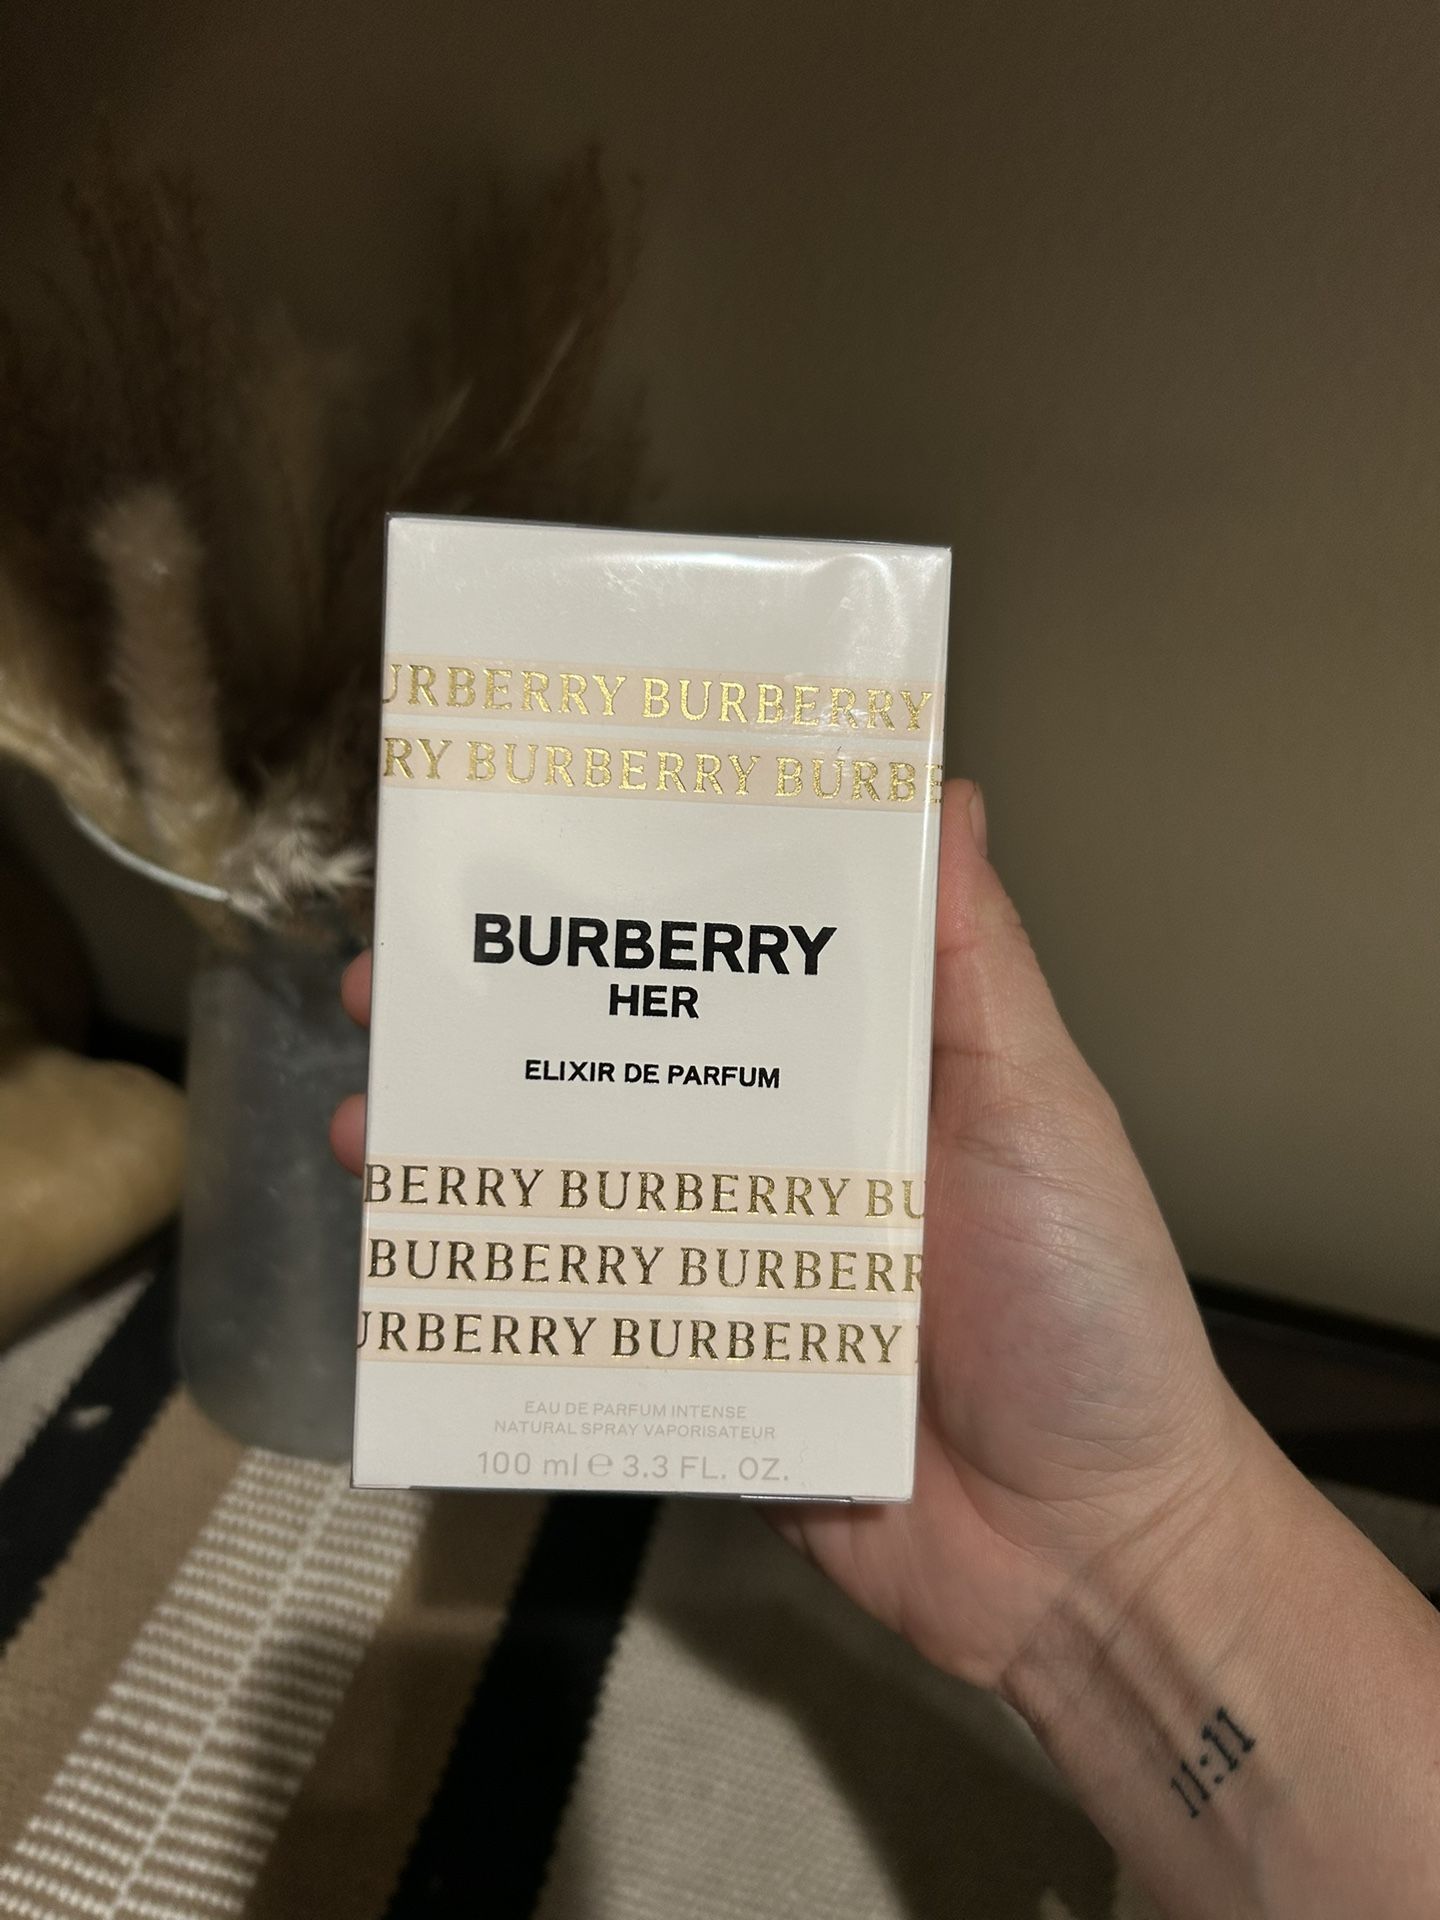 URBERRY BURBERRY
RY BURBERRY BURBE
BURBERRY
HER
ELIXIR DE PARFUM
BERRY BURBERRY BU
BURBERRY BURBERR
URBERRY BURBERRY
EAU DE PARFUM INTENSE
NATURAL SPRAY VAPORISATEUR
100 ml ℮ 3.3 FL. OZ.
11:11